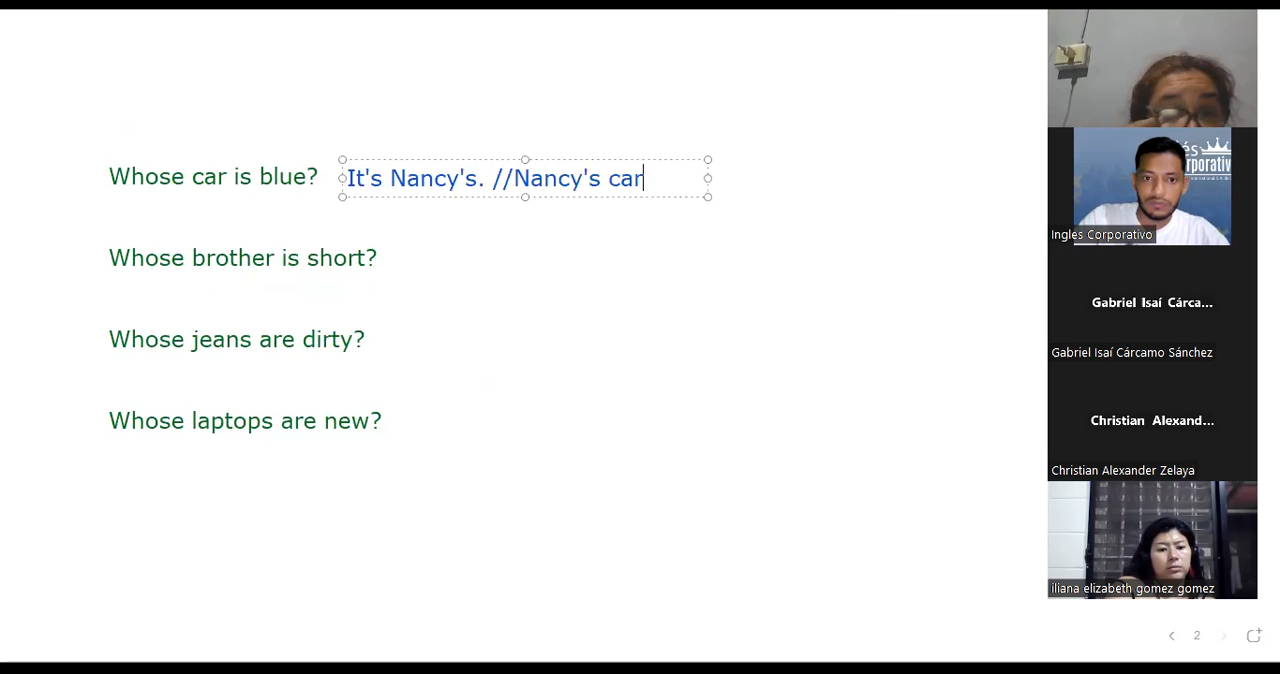 Whose car is blue? It's Nancy's. //Nancy's car
Whose brother is short?
Whose jeans are dirty?
Whose laptops are new?
és
orporativ
Ingles Corporativo
Gabriel Isaí Cárca...
Gabriel Isaí Cárcamo Sánchez
Christian Alexand...
Christian Alexander Zelaya
iliana elizabeth gomez gomez
2